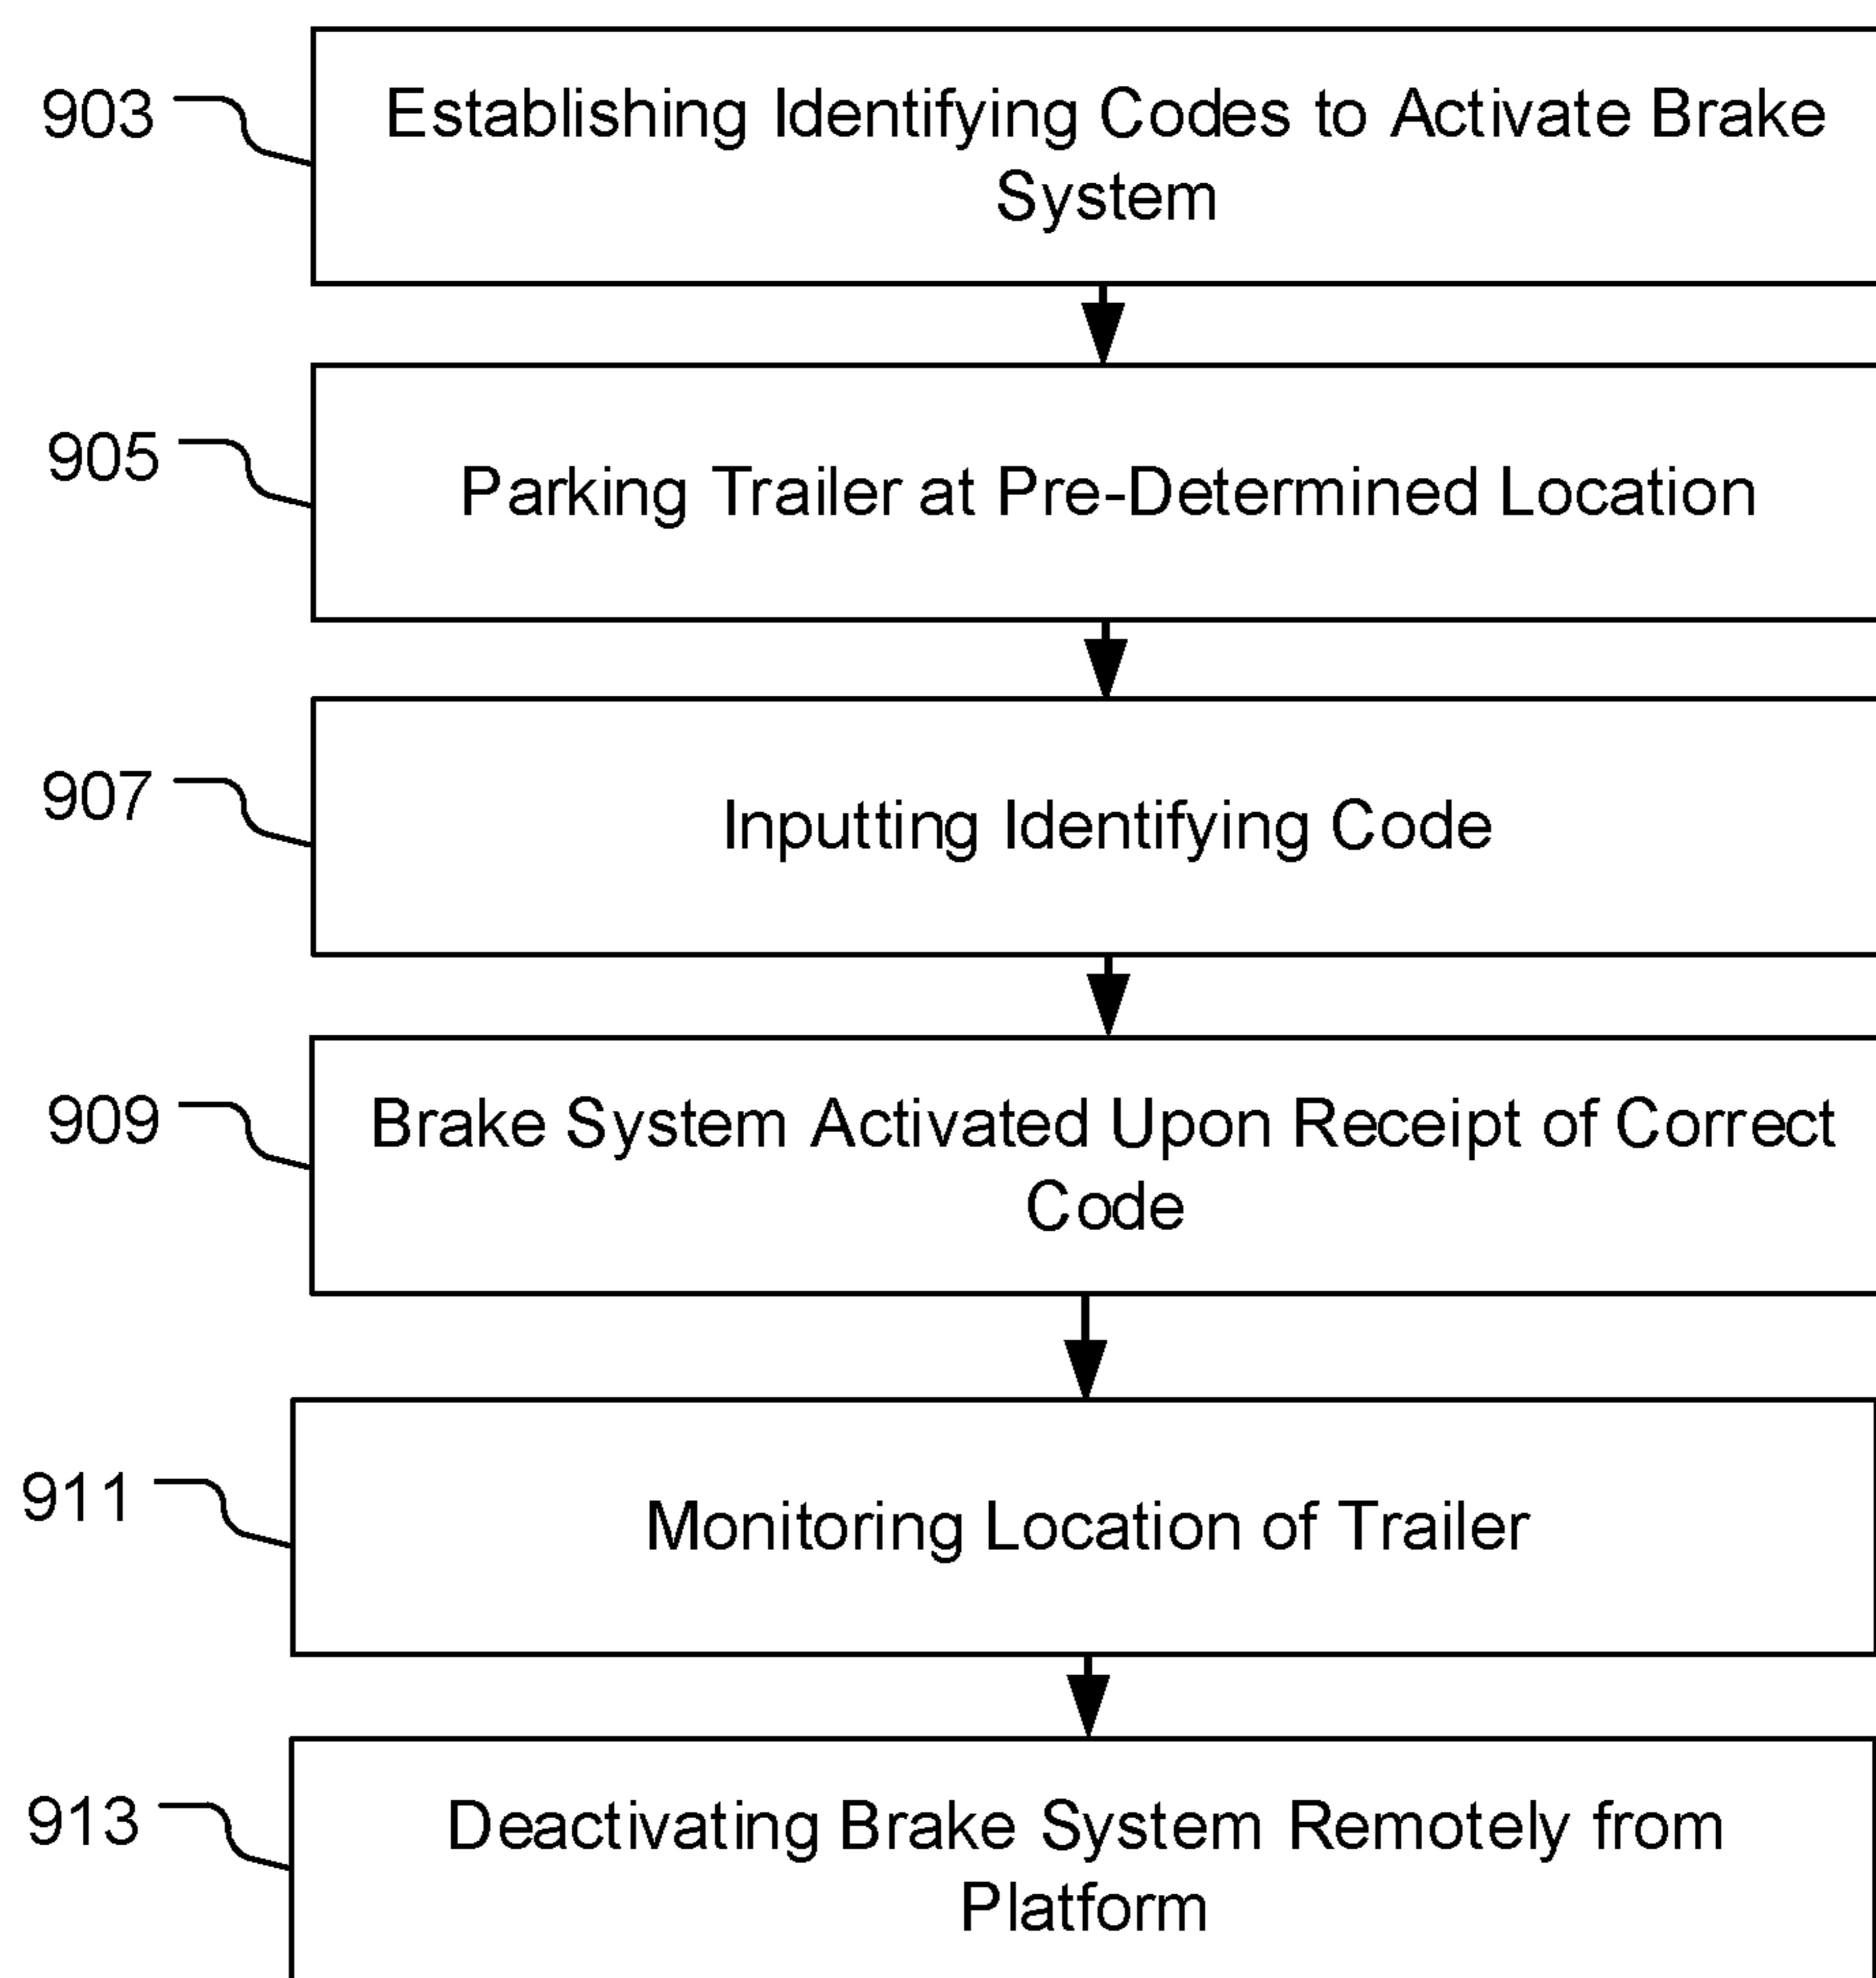 903
Establishing Identifying Codes to Activate Brake
System
905
Parking Trailer at Pre-Determined Location
907
Inputting Identifying Code
909
Brake System Activated Upon Receipt of Correct
Code
911
Monitoring Location of Trailer
913
Deactivating Brake System Remotely from
Platform